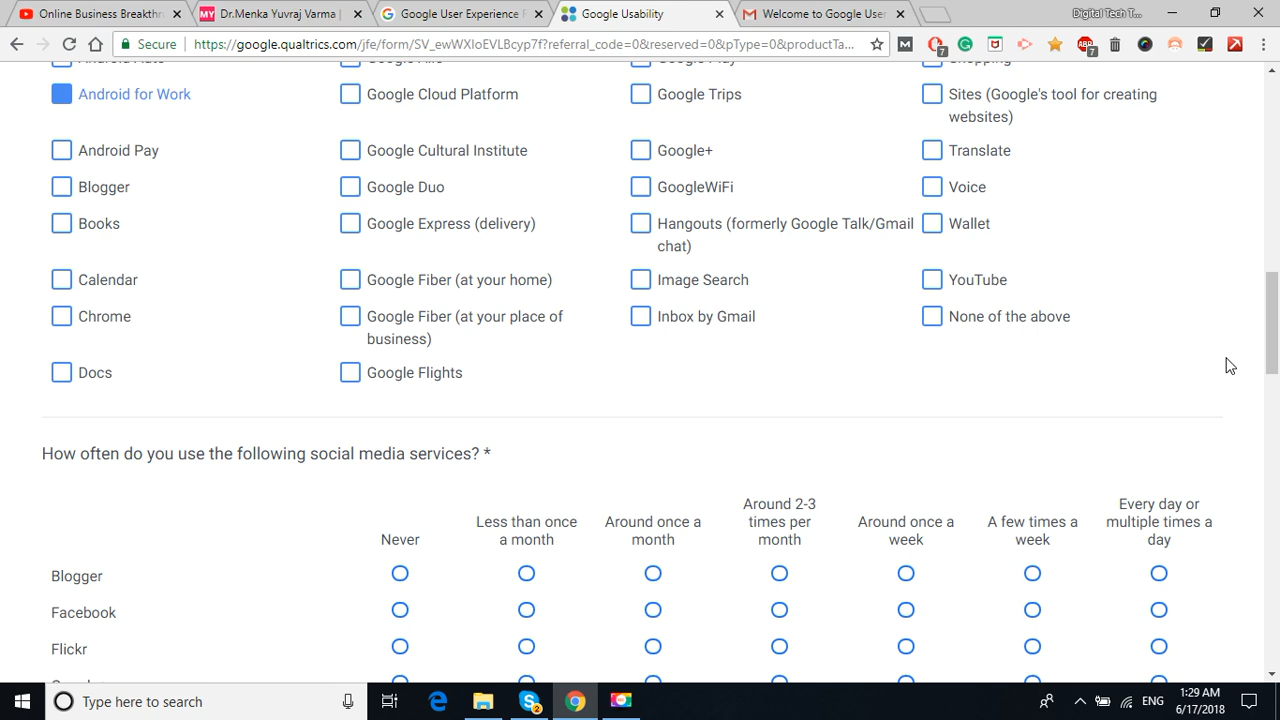 Online Business Breakthr
Dr.Menka Yuvraj Varma |
Google User Experience F
Google Usability
Welcome to Google User
Digital Tech T...
Secure
https://google.qualtrics.com/jfe/form/SV_ewWXIoEVLBcyp7f?referral_code=0&reserved=0&pType=0&productTa...
Android for Work
Google Cloud Platform
Google Trips
Sites (Google's tool for creating
websites)
Android Pay
Google Cultural Institute
Google+
Translate
Blogger
Google Duo
GoogleWiFi
Voice
Books
Google Express (delivery)
Hangouts (formerly Google Talk/Gmail
chat)
Wallet
Calendar
Google Fiber (at your home)
Image Search
YouTube
Chrome
Google Fiber (at your place of
business)
Inbox by Gmail
None of the above
Docs
Google Flights
How often do you use the following social media services? *
Never
Less than once
a month
Around once a
month
Around 2-3
times per
month
Around once a
week
A few times a
week
Every day or
multiple times a
day
Blogger
Facebook
Flickr
Type here to search
ENG
1:29 AM
6/17/2018